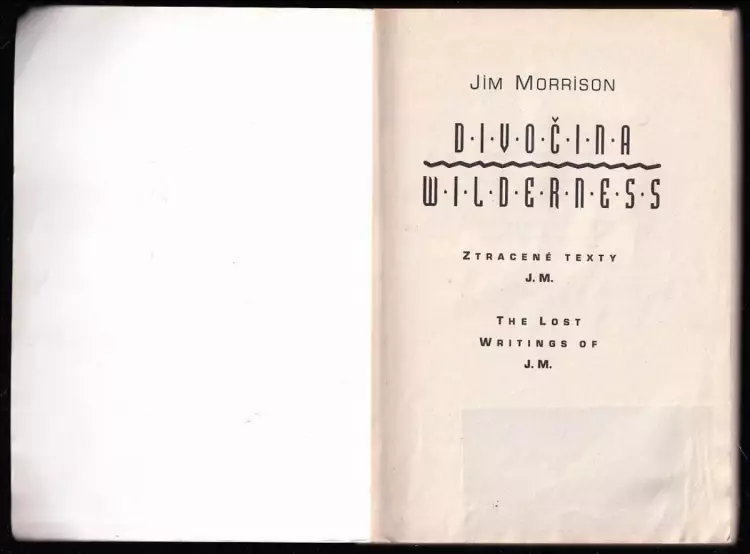 Jim Morrison
D·I·V·O·Č·I·N·A
W·I·L·D·E·R·N·E·S·S
Ztracené texty
J. M.
The Lost
Writings of
J. M.